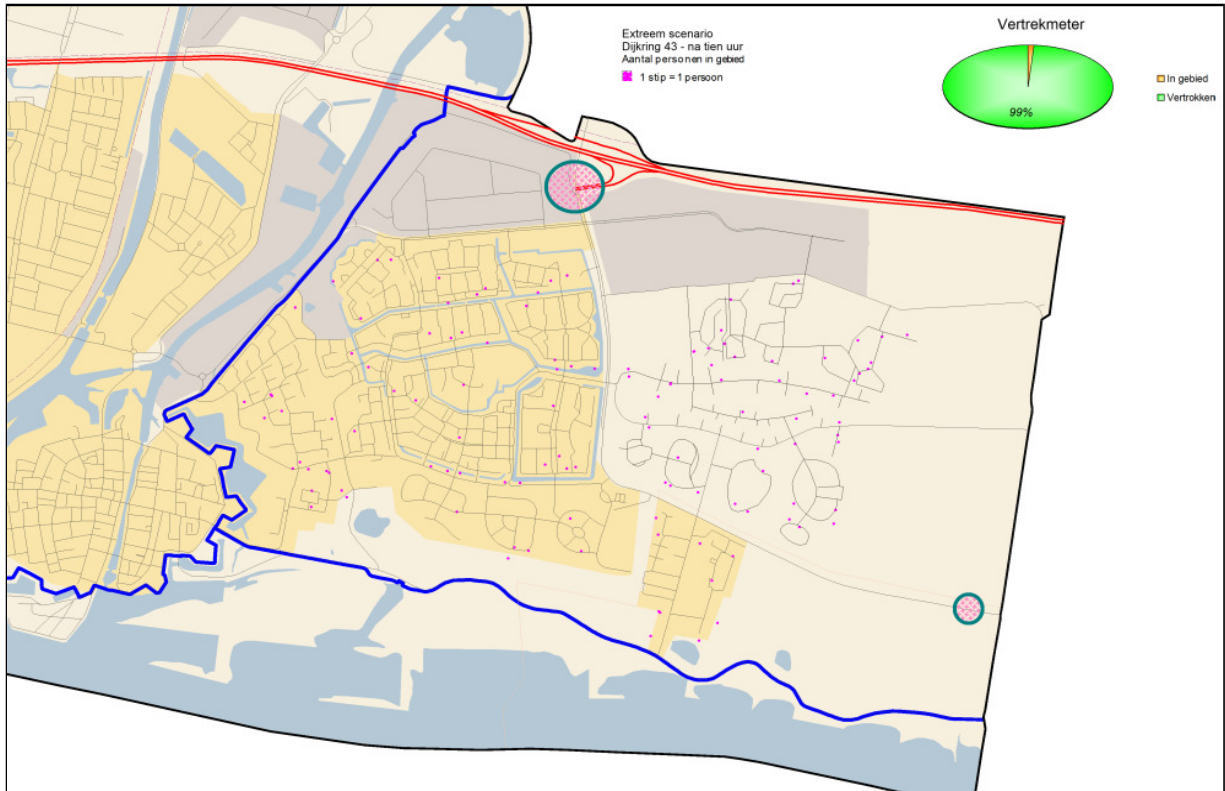 Extreem scenario
Dijkring 43 - na tien uur
Aantal personen in gebied
1 stip = 1 persoon
Vertrekmeter
99%
In gebied
Vertrokken